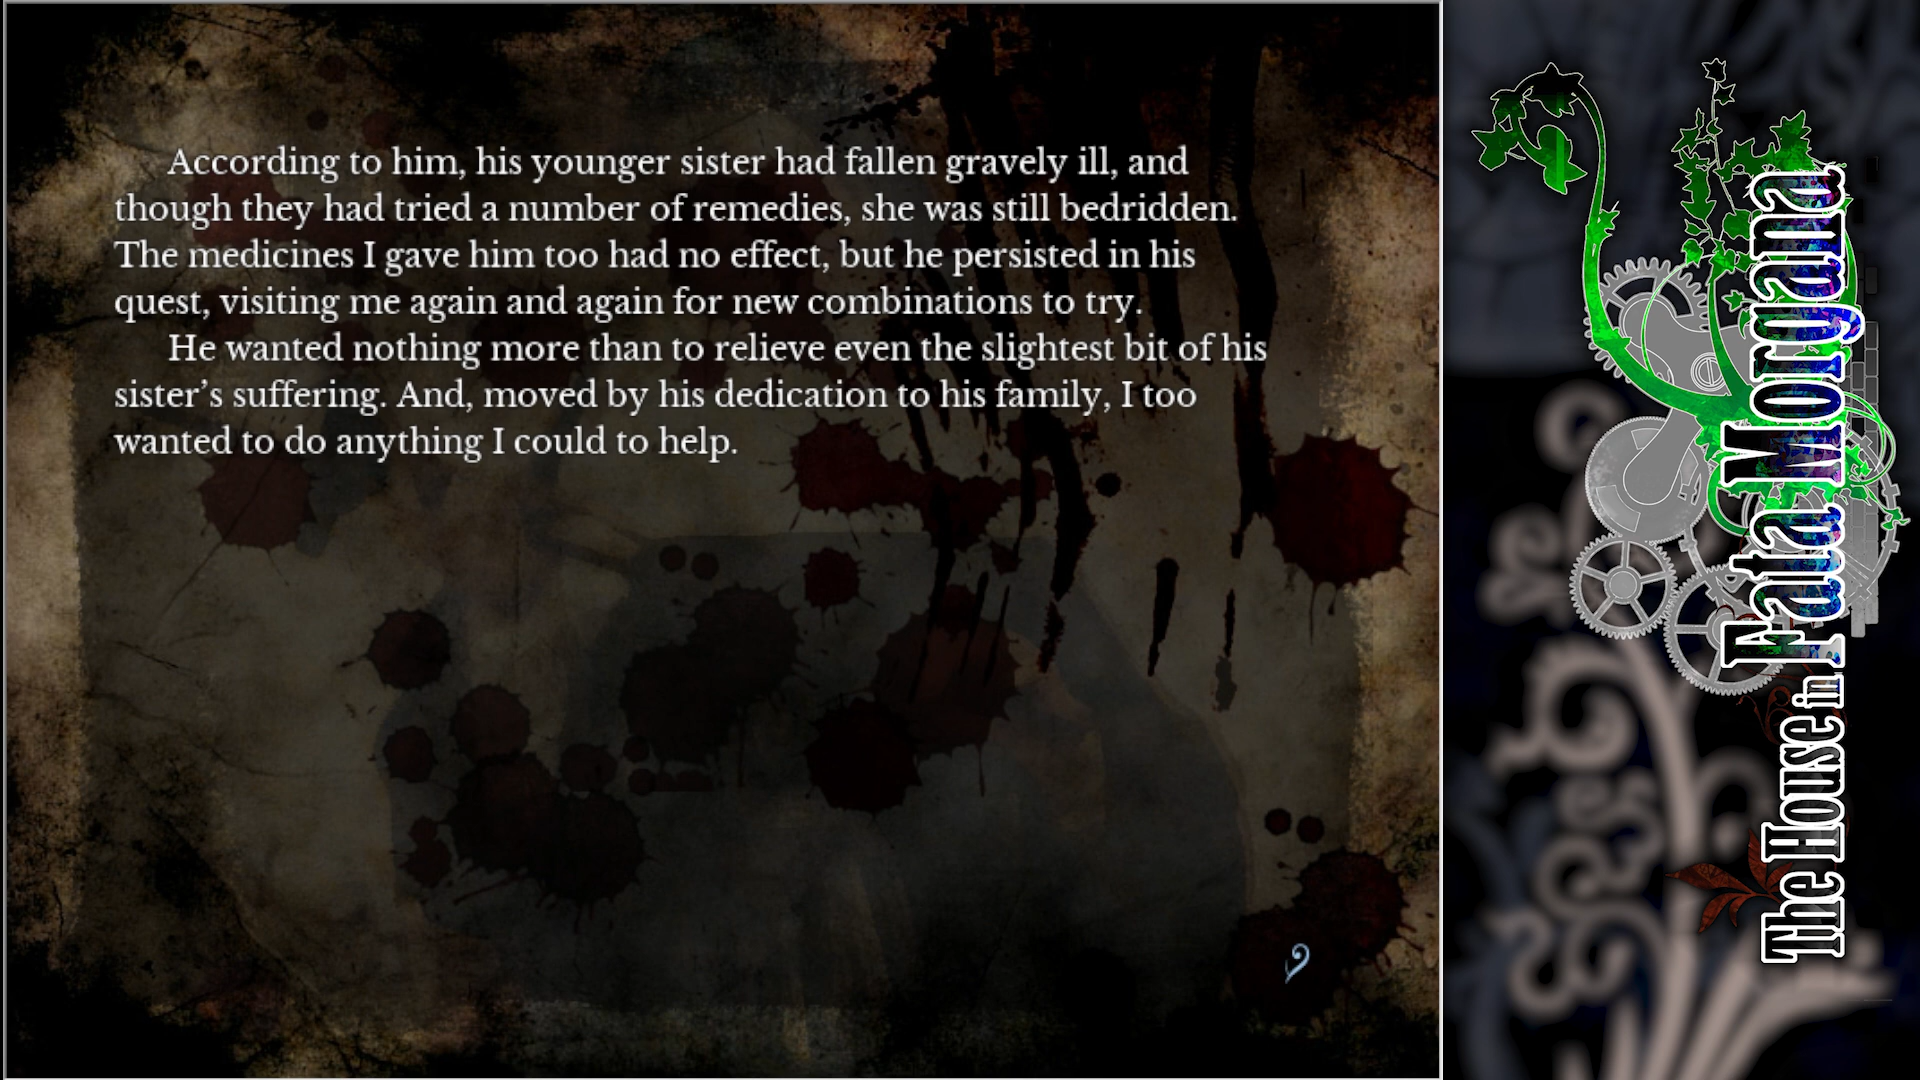 According to him, his younger sister had fallen gravely ill, and
though they had tried a number of remedies, she was still bedridden.
The medicines I gave him too had no effect, but he persisted in his
quest, visiting me again and again for new combinations to try.
He wanted nothing more than to relieve even the slightest bit of his
sister’s suffering. And, moved by his dedication to his family, I too
wanted to do anything I could to help.
The House in Fata Morgana